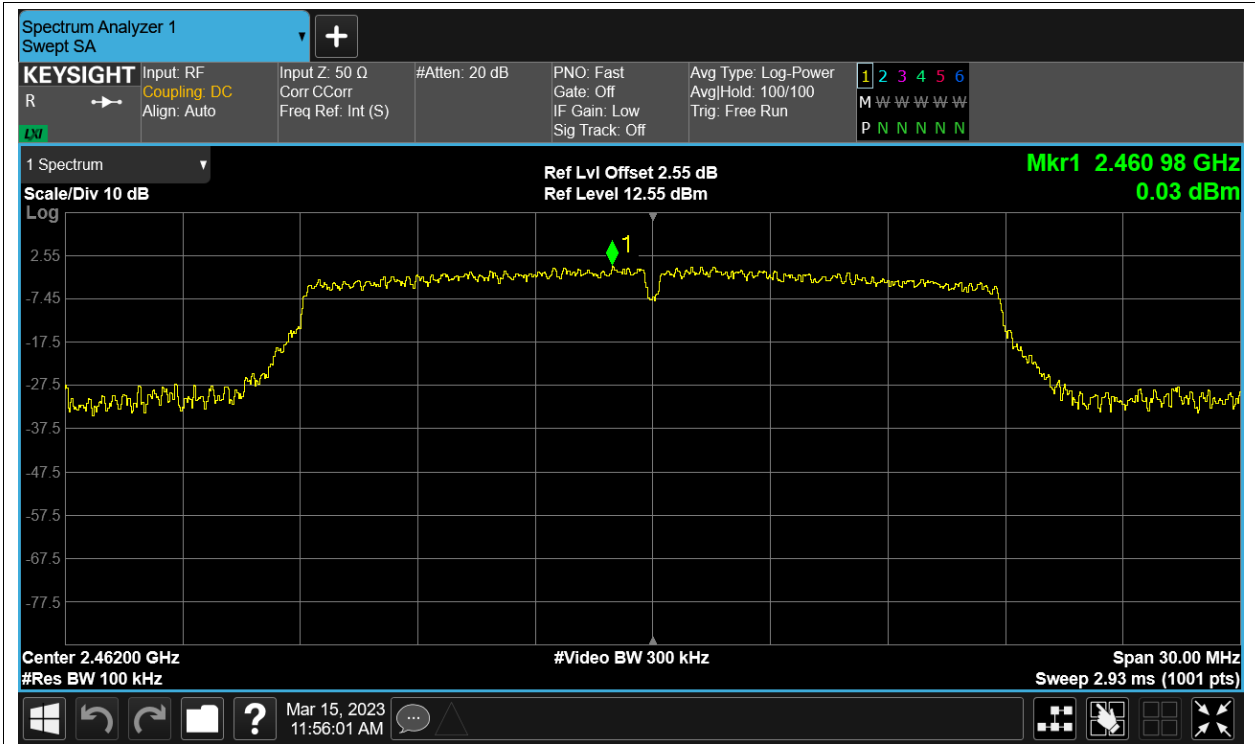 Spectrum Analyzer 1
Swept SA
+
KEYSIGHT
R
LXI
Input: RF
Coupling: DC
Align: Auto
Input Z: 50 Ω
Corr CCorr
Freq Ref: Int (S)
#Atten: 20 dB
PNO: Fast
Gate: Off
IF Gain: Low
Sig Track: Off
Avg Type: Log-Power
Avg|Hold: 100/100
Trig: Free Run
1 2 3 4 5 6
M W W W W W
P N N N N N
1 Spectrum
Scale/Div 10 dB
Log
Ref Lvl Offset 2.55 dB
Ref Level 12.55 dBm
Mkr1 2.460 98 GHz
0.03 dBm
1
2.55
-7.45
-17.5
-27.5
-37.5
-47.5
-57.5
-67.5
-77.5
Center 2.46200 GHz
#Res BW 100 kHz
#Video BW 300 kHz
Span 30.00 MHz
Sweep 2.93 ms (1001 pts)
?
Mar 15, 2023
11:56:01 AM